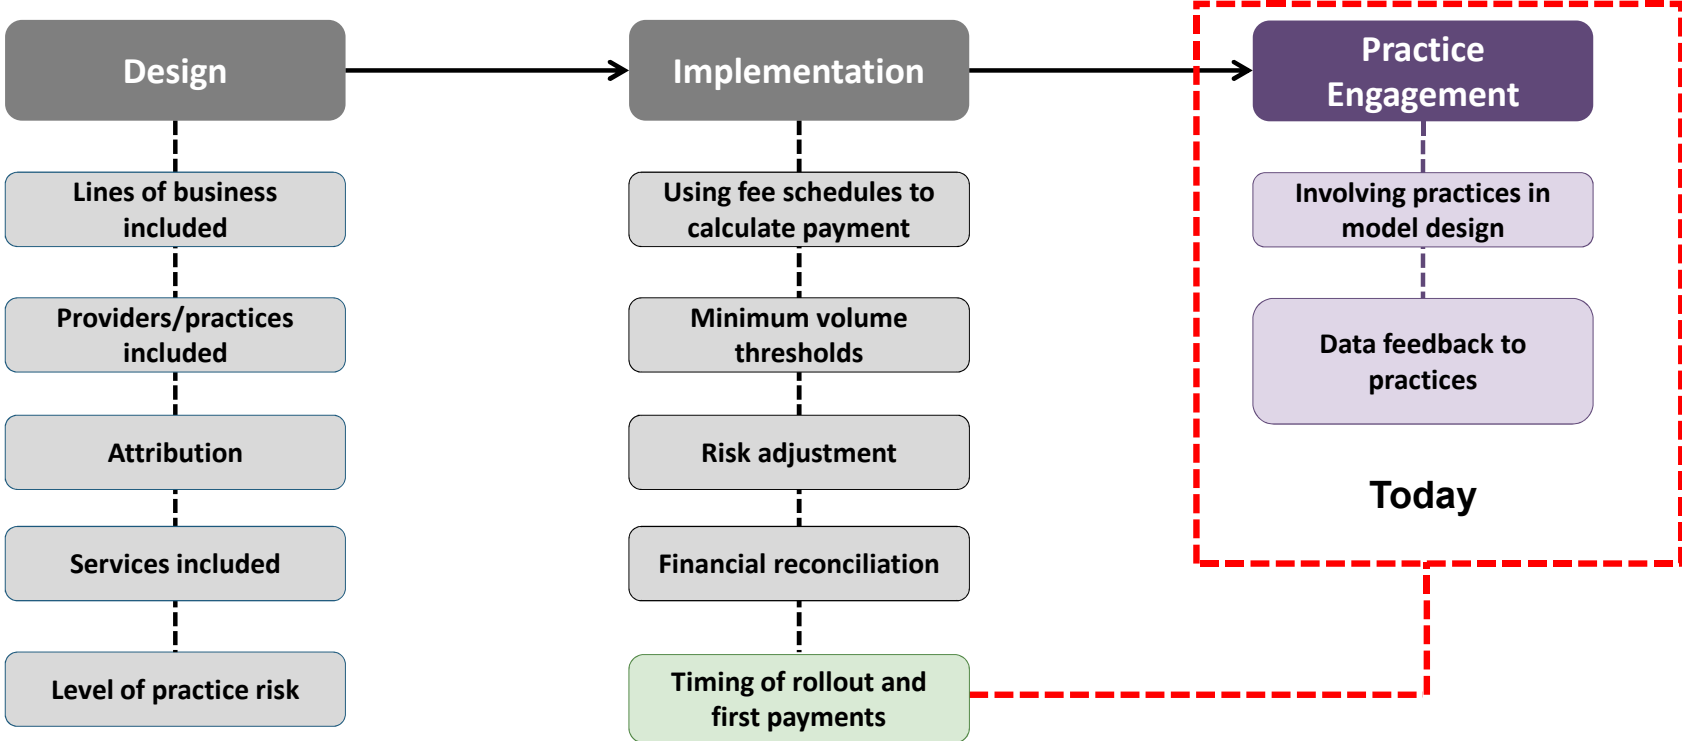 Design
Implementation
Practice
Engagement
Lines of business
included
Providers/practices
included
Attribution
Services included
Level of practice risk
Using fee schedules to
calculate payment
Minimum volume
thresholds
Risk adjustment
Financial reconciliation
Timing of rollout and
first payments
Involving practices in
model design
Data feedback to
practices
Today